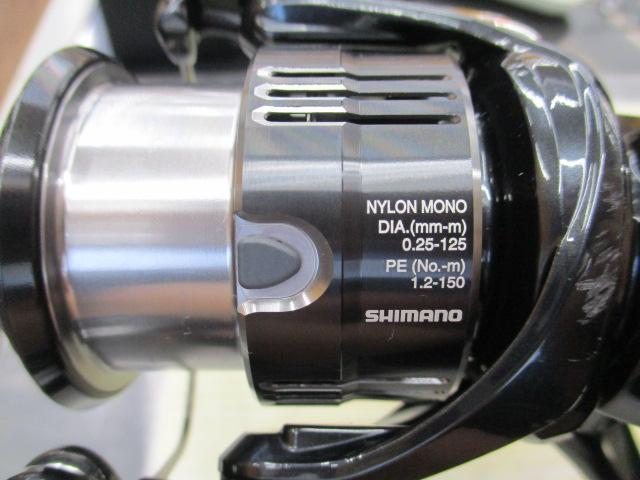 NYLON MONO
DIA.(mm-m)
0.25-125
PE (No.-m)
1.2-150
SHIMANO